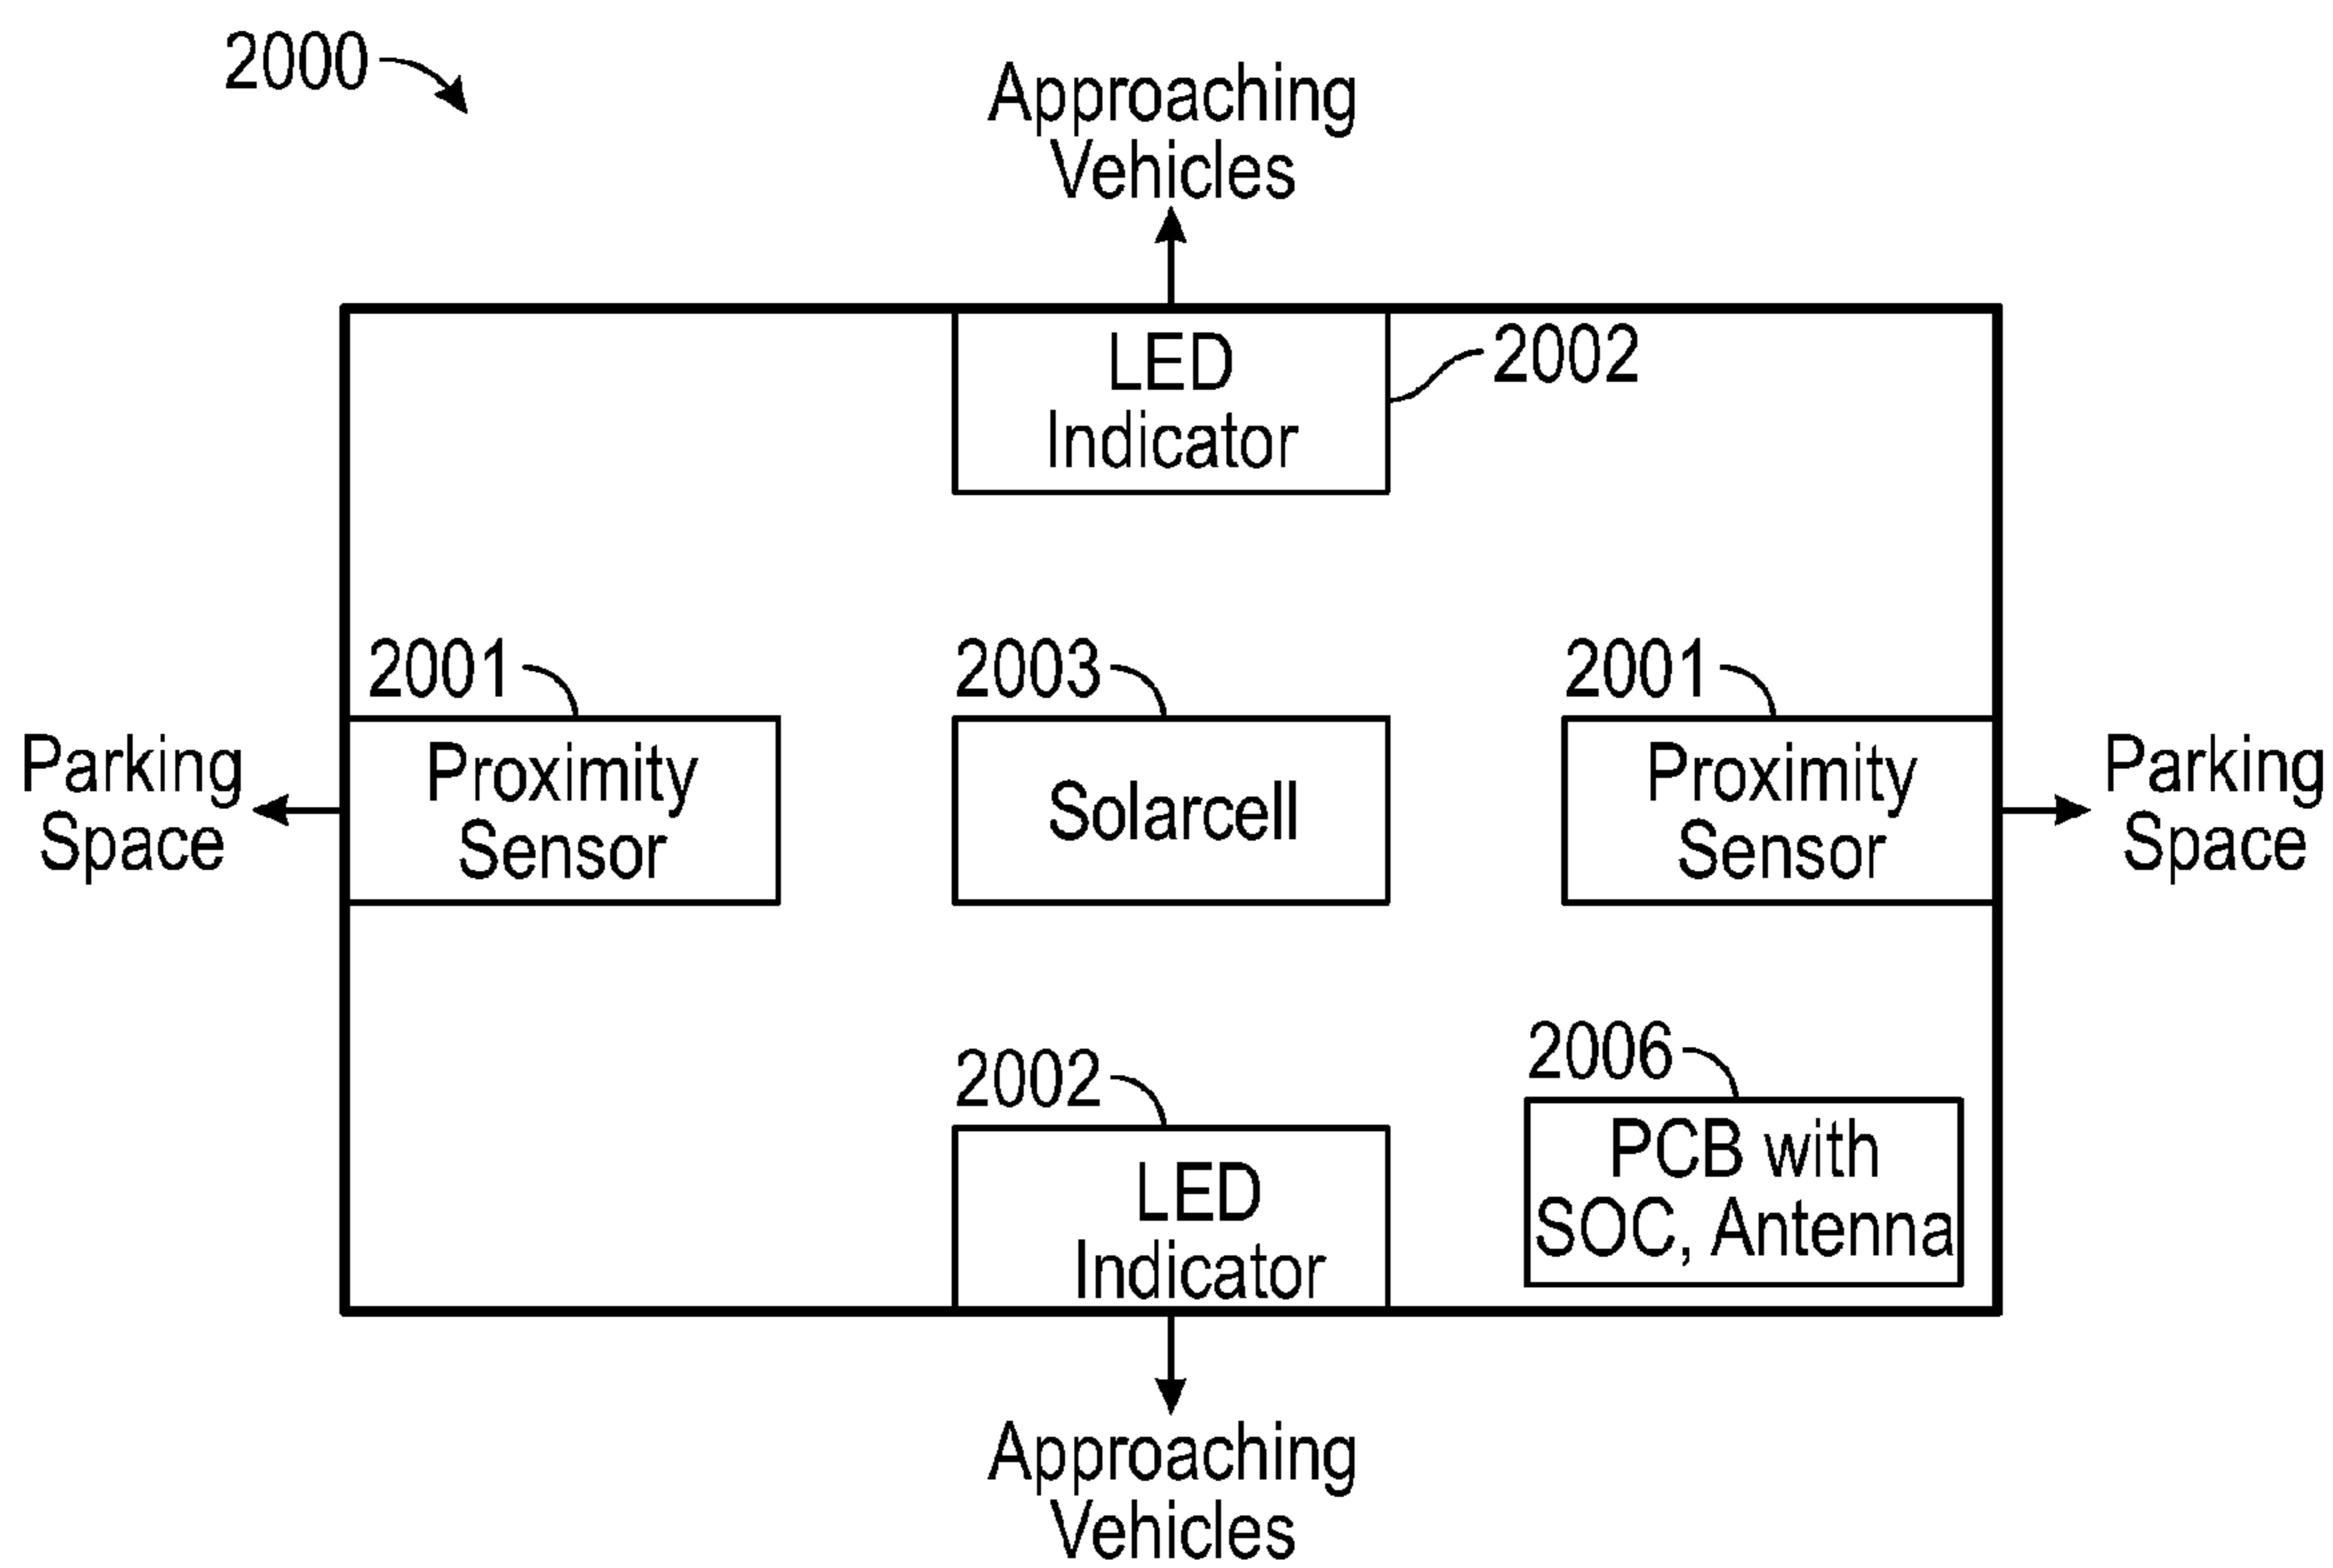 2000
Approaching
Vehicles
LED
Indicator
2002
2001
2003
2001
Parking
Space
Proximity
Sensor
Solarcell
Proximity
Sensor
Parking
Space
2002
2006
LED
Indicator
PCB with
SOC, Antenna
Approaching
Vehicles